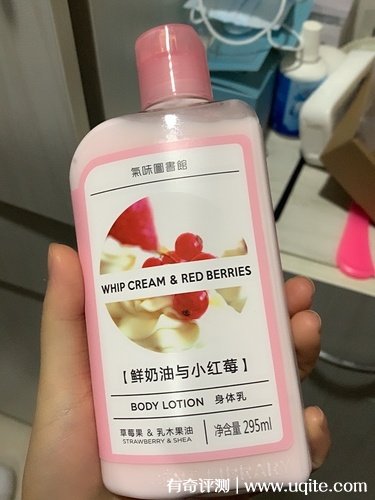 氣味圖書館
WHIP CREAM & RED BERRIES
【鲜奶油与小红莓】
BODY LOTION 身体乳
草莓果 & 乳木果油
STRAWBERRY & SHEA
净含量 295ml
有奇评测 | www.uqite.com